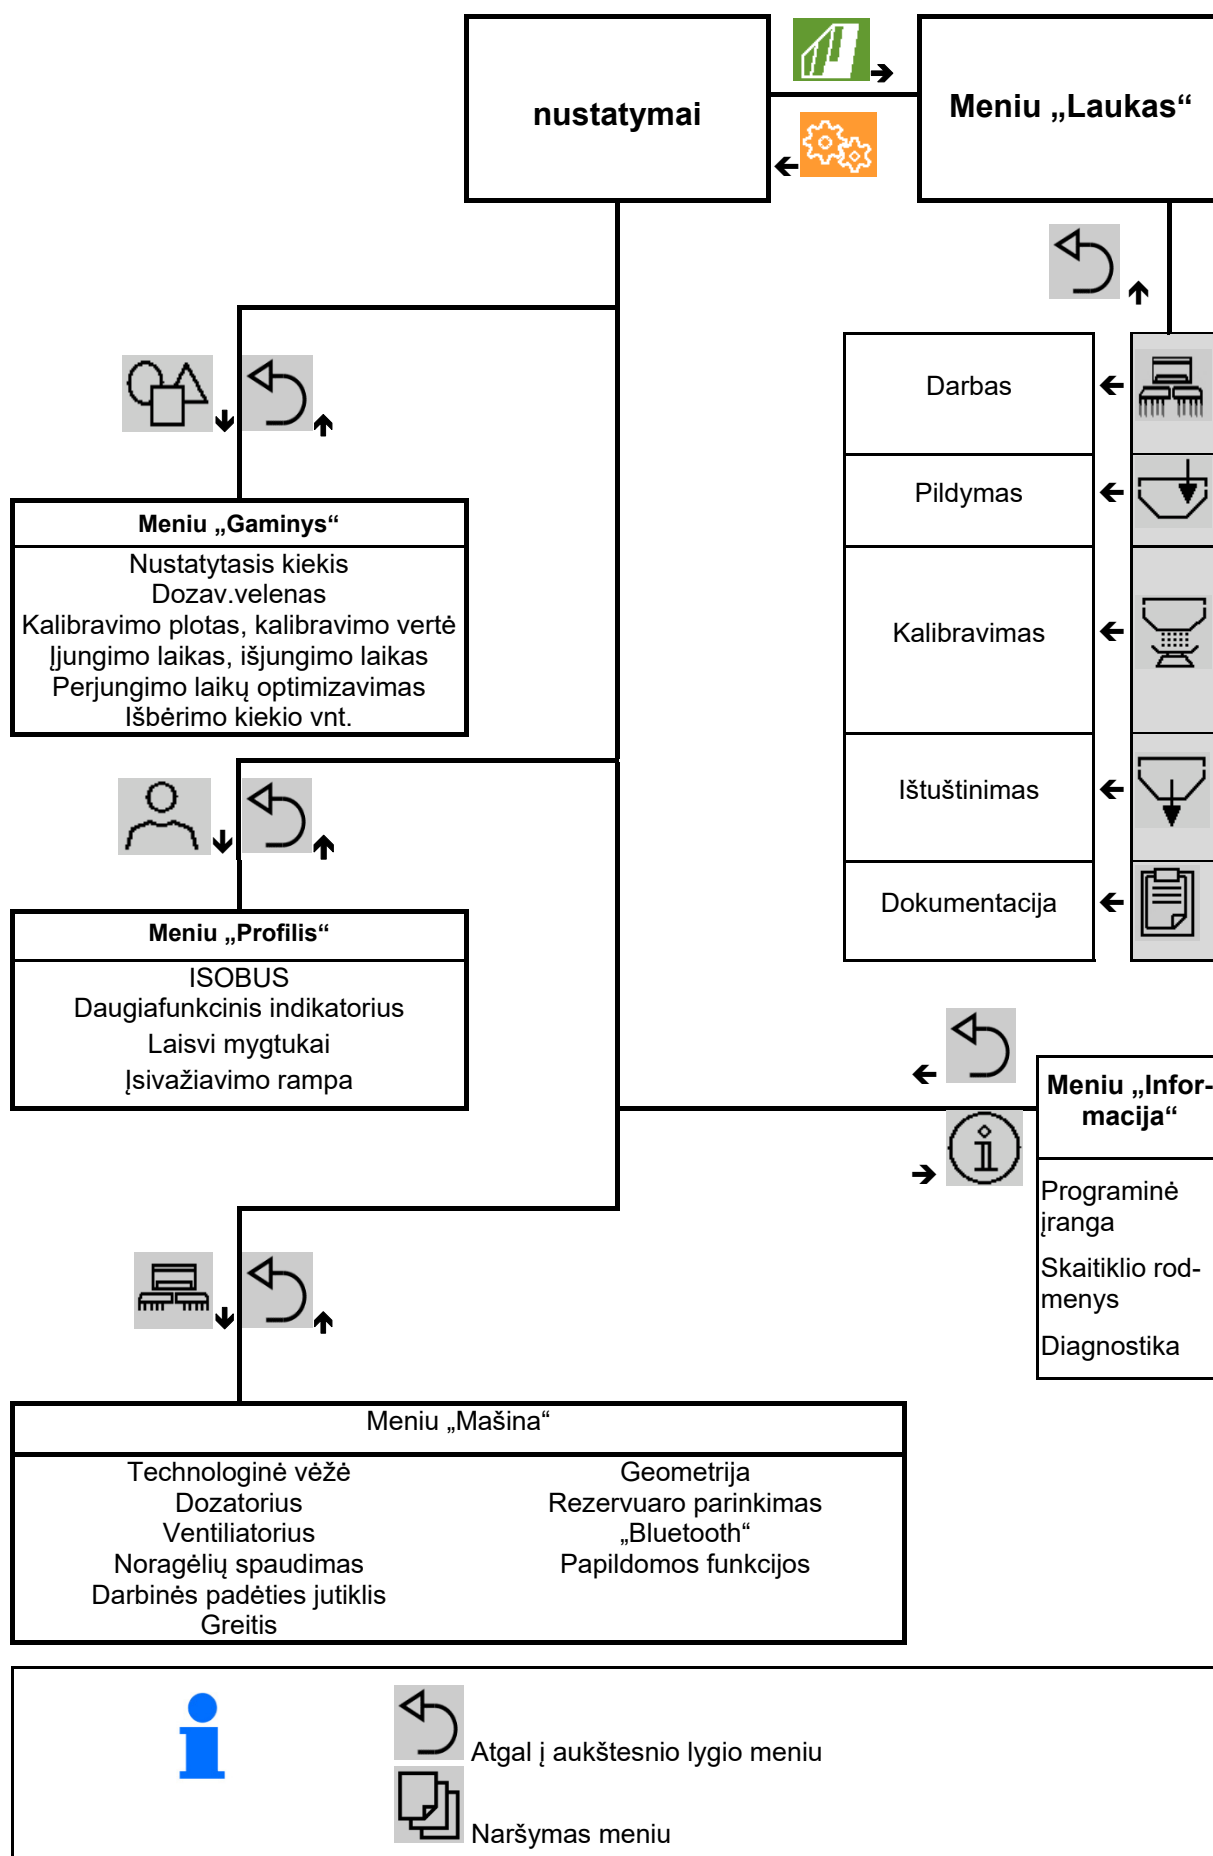 nustatymai
Meniu „Laukas“
Darbas
Pildymas
Kalibravimas
Ištuštinimas
Dokumentacija
Meniu „Gaminys“
Nustatytasis kiekis
Dozav.velenas
Kalibravimo plotas, kalibravimo vertė
Įjungimo laikas, išjungimo laikas
Perjungimo laikų optimizavimas
Išbėrimo kiekio vnt.
Meniu „Profilis“
ISOBUS
Daugiafunkcinis indikatorius
Laisvi mygtukai
Įsivažiavimo rampa
Meniu „Infor-
macija“
Programinė
įranga
Skaitiklio rod-
menys
Diagnostika
Meniu „Mašina“
Technologinė vėžė
Dozatorius
Ventiliatorius
Noragėlių spaudimas
Darbinės padėties jutiklis
Greitis
Geometrija
Rezervuaro parinkimas
„Bluetooth“
Papildomos funkcijos
Atgal į aukštesnio lygio meniu
Naršymas meniu